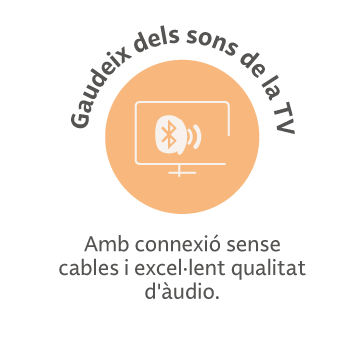 Gaudeix dels sons de la TV
Amb connexió sense
cables i excel·lent qualitat
d'àudio.